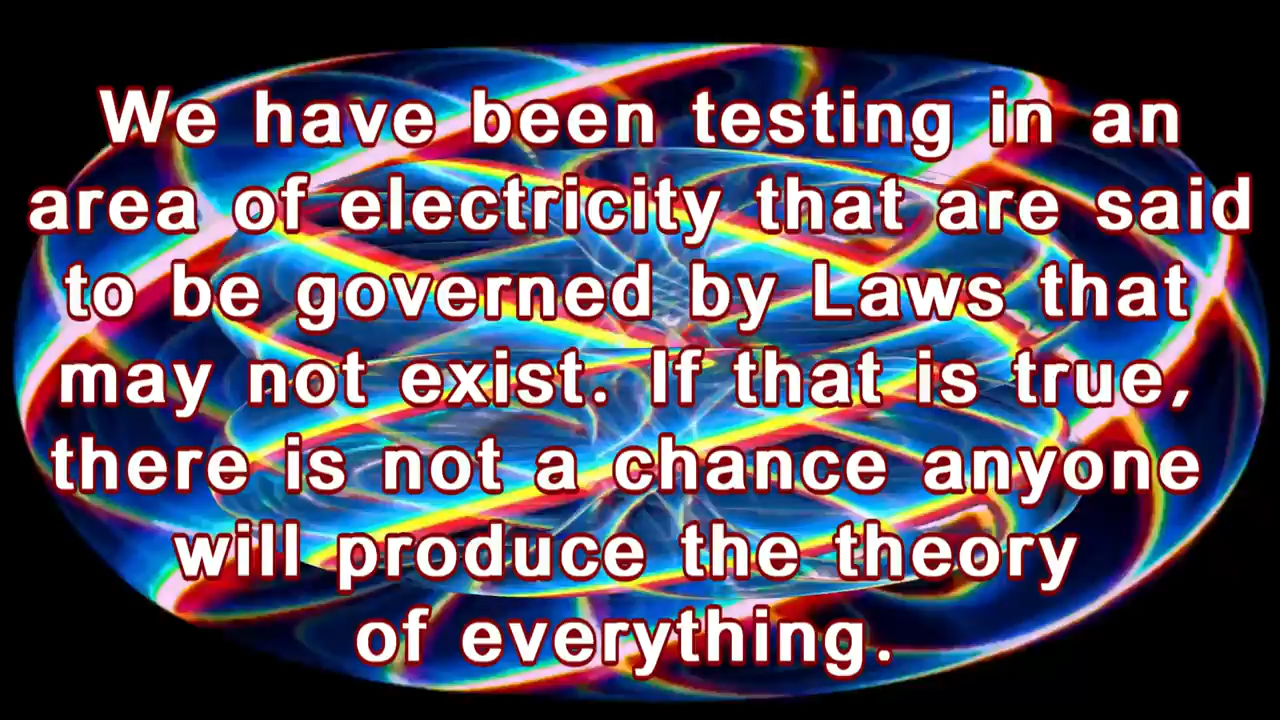 We have been testing in an
area of electricity that are said
to be governed by Laws that
may not exist. If that is true,
there is not a chance anyone
will produce the theory
of everything.